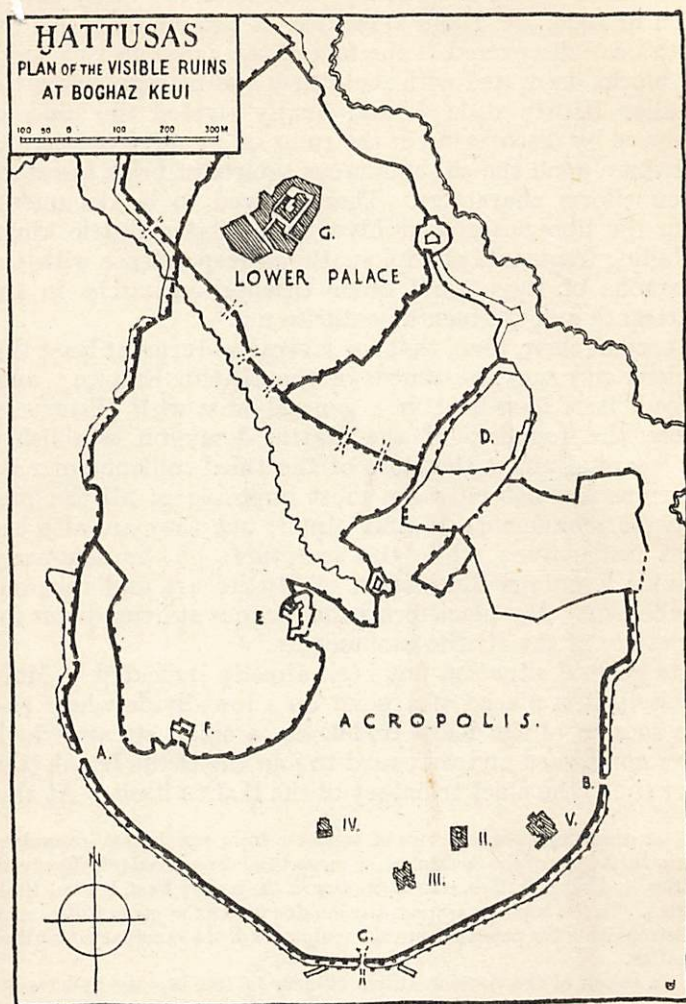 ḪATTUSAS
PLAN OF THE VISIBLE RUINS
AT BOGHAZ KEUI
100 50 0 100 200 300M
G.
LOWER PALACE
D.
E
F.
ACROPOLIS.
A.
B.
IV.
II.
V.
III.
N
C.